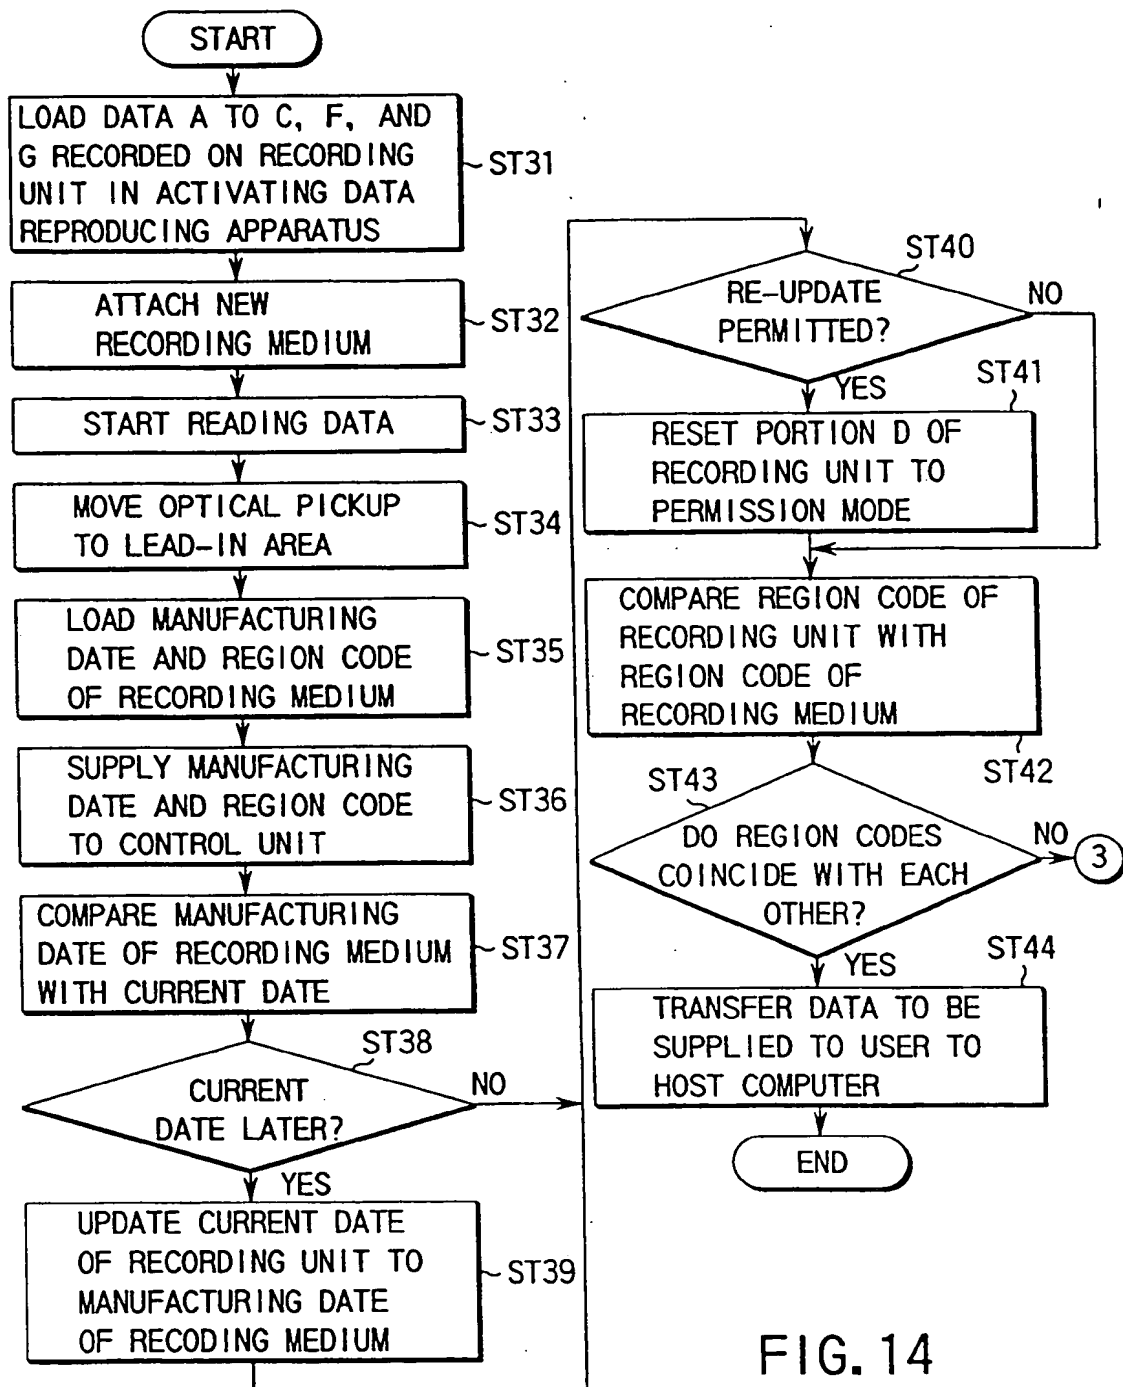 START
LOAD DATA A TO C, F, AND
G RECORDED ON RECORDING
UNIT IN ACTIVATING DATA
REPRODUCING APPARATUS
ST31
ATTACH NEW
RECORDING MEDIUM
ST32
START READING DATA
ST33
MOVE OPTICAL PICKUP
TO LEAD-IN AREA
ST34
LOAD MANUFACTURING
DATE AND REGION CODE
OF RECORDING MEDIUM
ST35
SUPPLY MANUFACTURING
DATE AND REGION CODE
TO CONTROL UNIT
ST36
COMPARE MANUFACTURING
DATE OF RECORDING MEDIUM
WITH CURRENT DATE
ST37
ST38
CURRENT
DATE LATER?
NO
YES
UPDATE CURRENT DATE
OF RECORDING UNIT TO
MANUFACTURING DATE
OF RECODING MEDIUM
ST39
ST40
RE-UPDATE
PERMITTED?
NO
YES
ST41
RESET PORTION D OF
RECORDING UNIT TO
PERMISSION MODE
COMPARE REGION CODE OF
RECORDING UNIT WITH
REGION CODE OF
RECORDING MEDIUM
ST42
ST43
DO REGION CODES
COINCIDE WITH EACH
OTHER?
NO
3
YES
ST44
TRANSFER DATA TO BE
SUPPLIED TO USER TO
HOST COMPUTER
END
FIG. 14